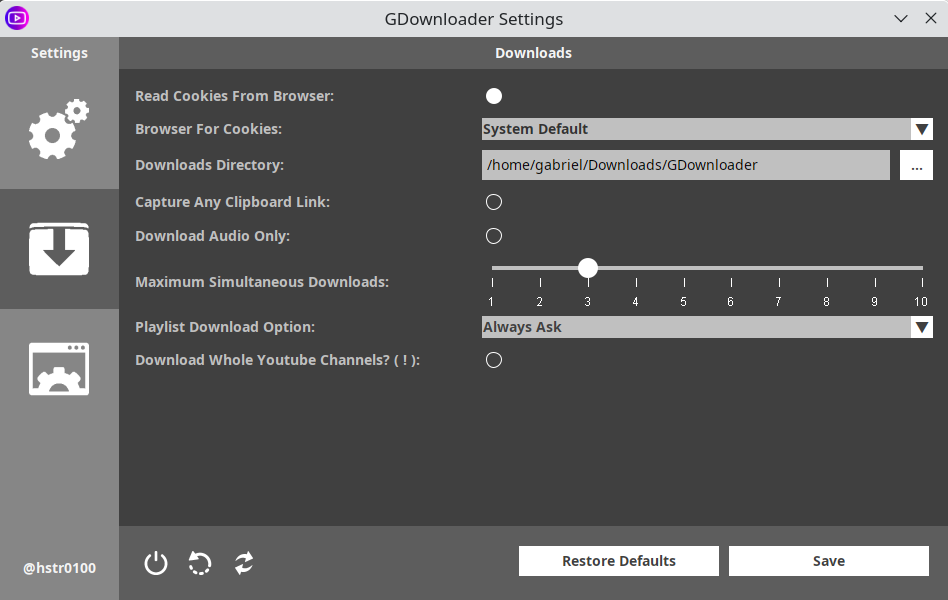 GDownloader Settings
Settings
Downloads
Read Cookies From Browser:
Browser For Cookies:
System Default
Downloads Directory:
/home/gabriel/Downloads/GDownloader
...
Capture Any Clipboard Link:
Download Audio Only:
Maximum Simultaneous Downloads:
1 2 3 4 5 6 7 8 9 10
Playlist Download Option:
Always Ask
Download Whole Youtube Channels? ( ! ):
@hstr0100
Restore Defaults
Save